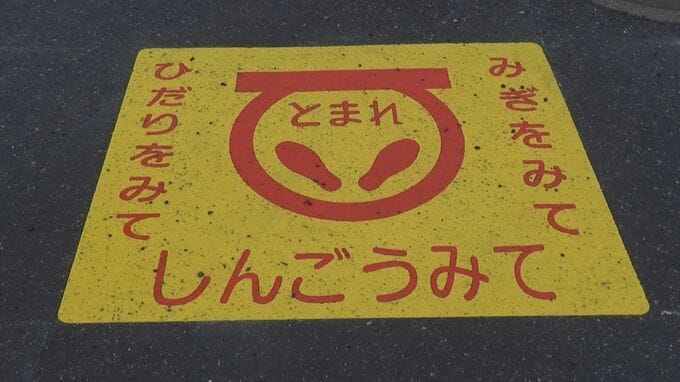 とまれ
みぎをみて
ひだりをみて
しんごうみて